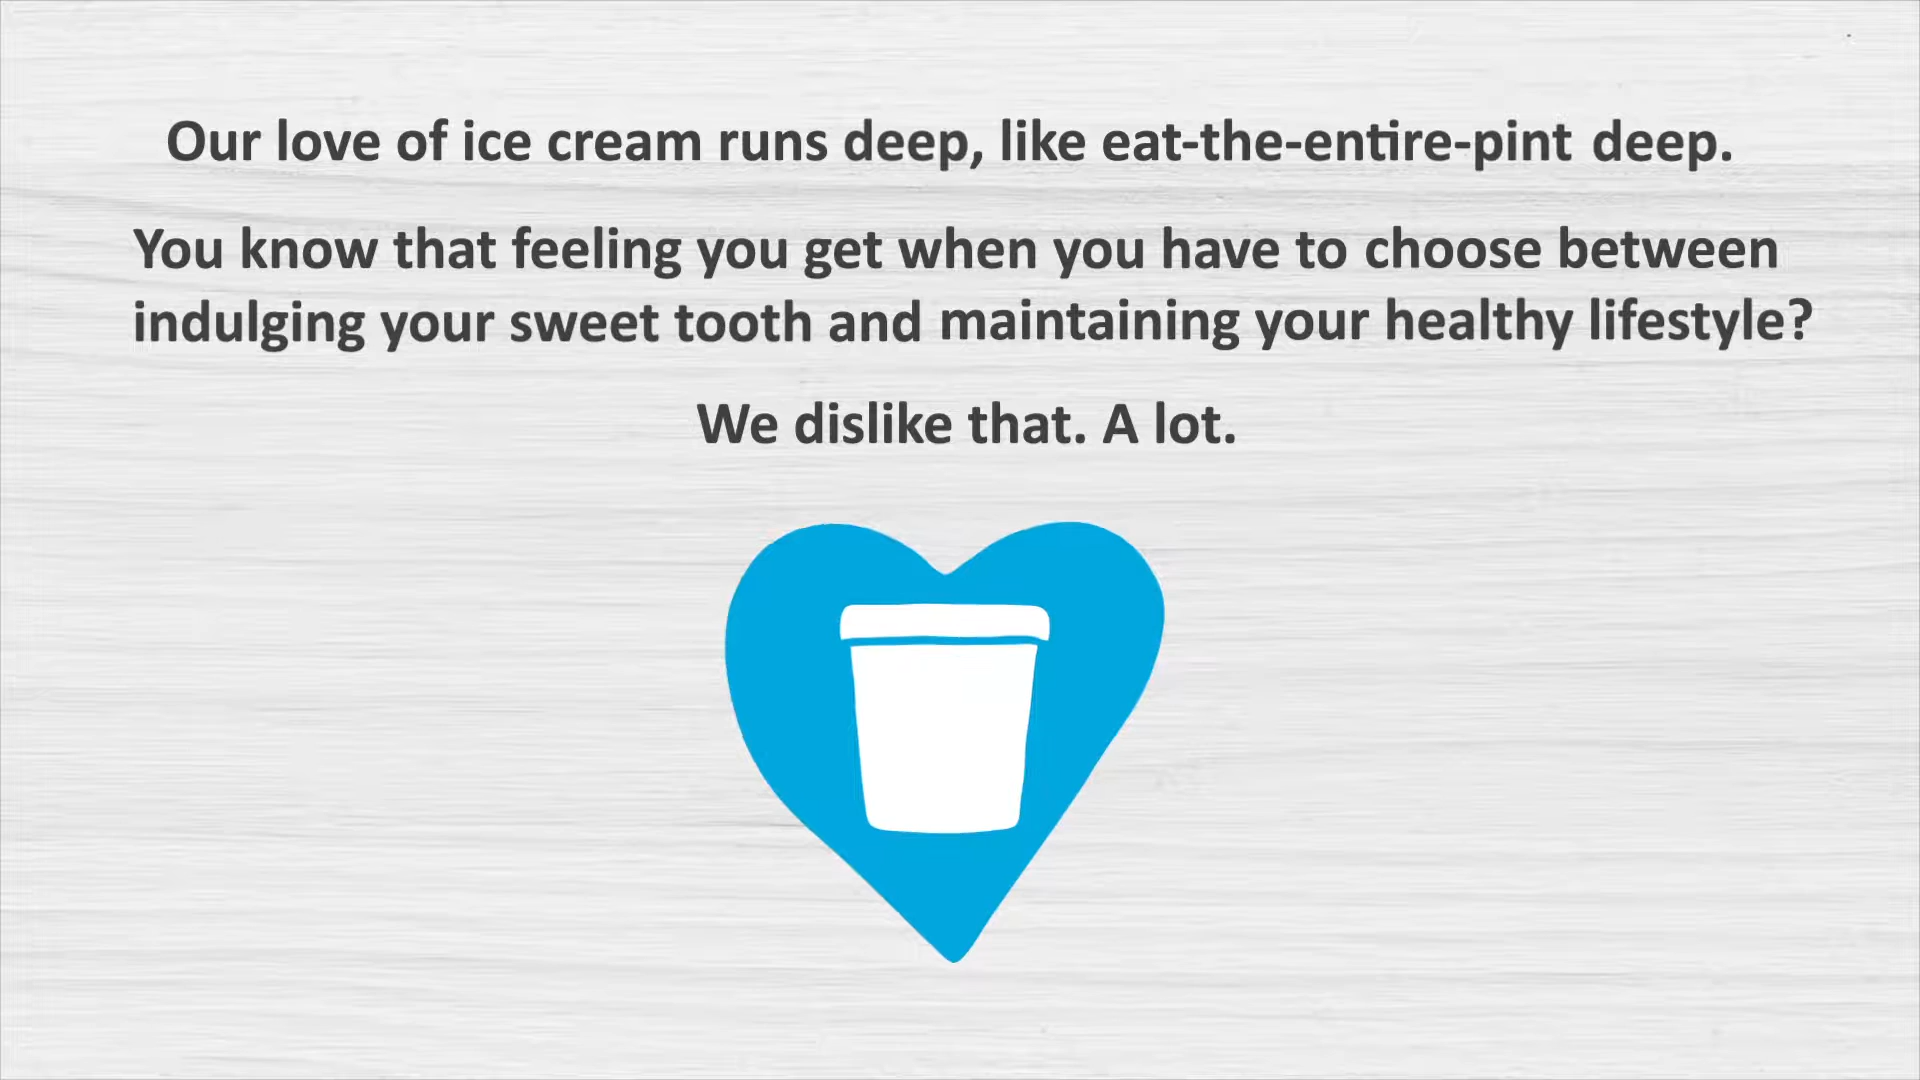 Our love of ice cream runs deep, like eat-the-entire-pint deep.
You know that feeling you get when you have to choose between
indulging your sweet tooth and maintaining your healthy lifestyle?
We dislike that. A lot.